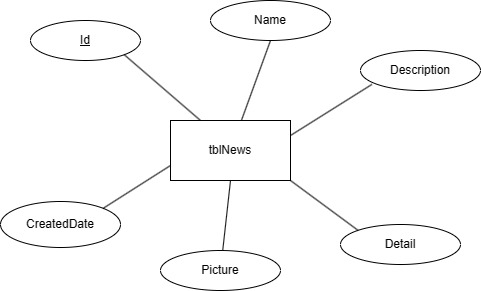 Name
Id
Description
tblNews
CreatedDate
Detail
Picture